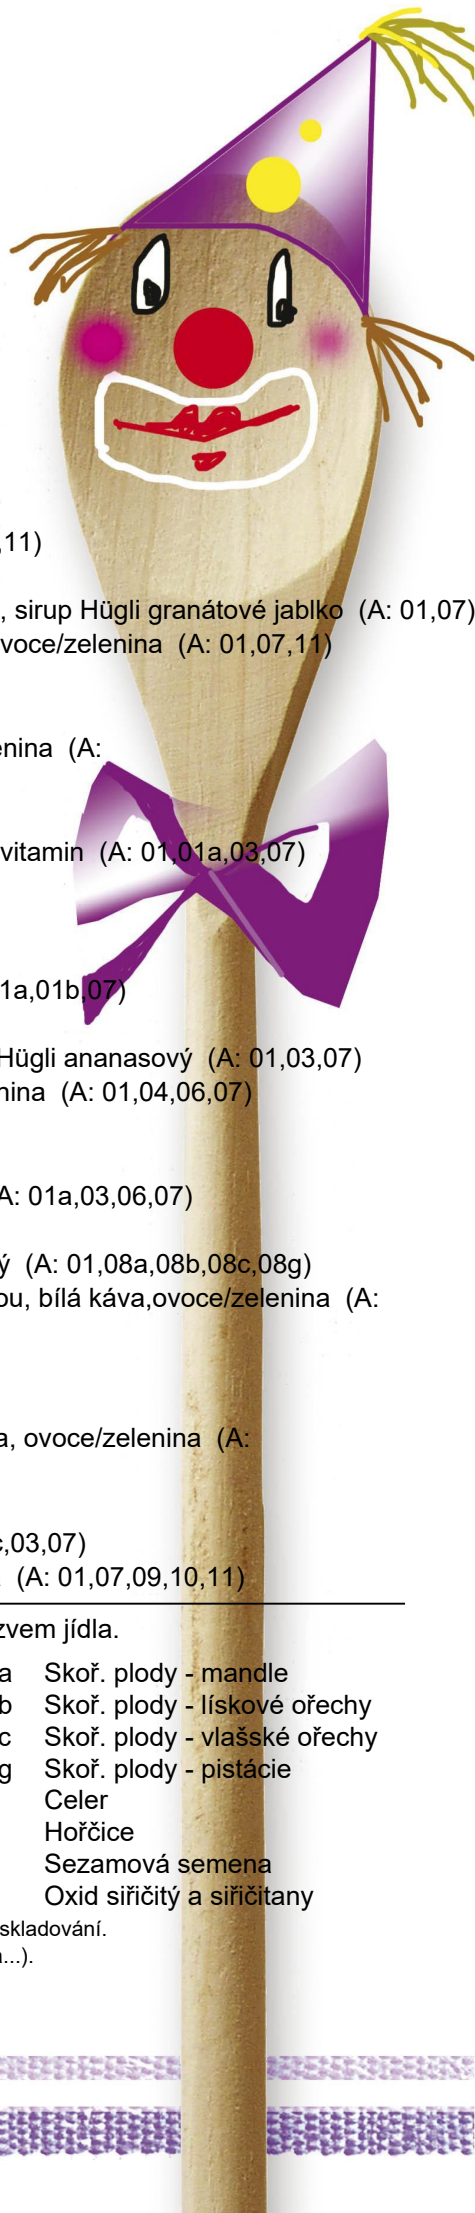 ,11)
, sirup Hügli granátové jablko (A: 01,07)
voce/zelenina (A: 01,07,11)
enina (A:
vitamin (A: 01,01a,03,07)
1a,01b,07)
Hügli ananasový (A: 01,03,07)
nina (A: 01,04,06,07)
A: 01a,03,06,07)
ý (A: 01,08a,08b,08c,08g)
ou, bílá káva,ovoce/zelenina (A:
a, ovoce/zelenina (A:
c,03,07)
(A: 01,07,09,10,11)
zvem jídla.
a Skoř. plody - mandle
b Skoř. plody - lískové ořechy
c Skoř. plody - vlašské ořechy
g Skoř. plody - pistácie
Celer
Hořčice
Sezamová semena
Oxid siřičitý a siřičitany
skladování.
a...).